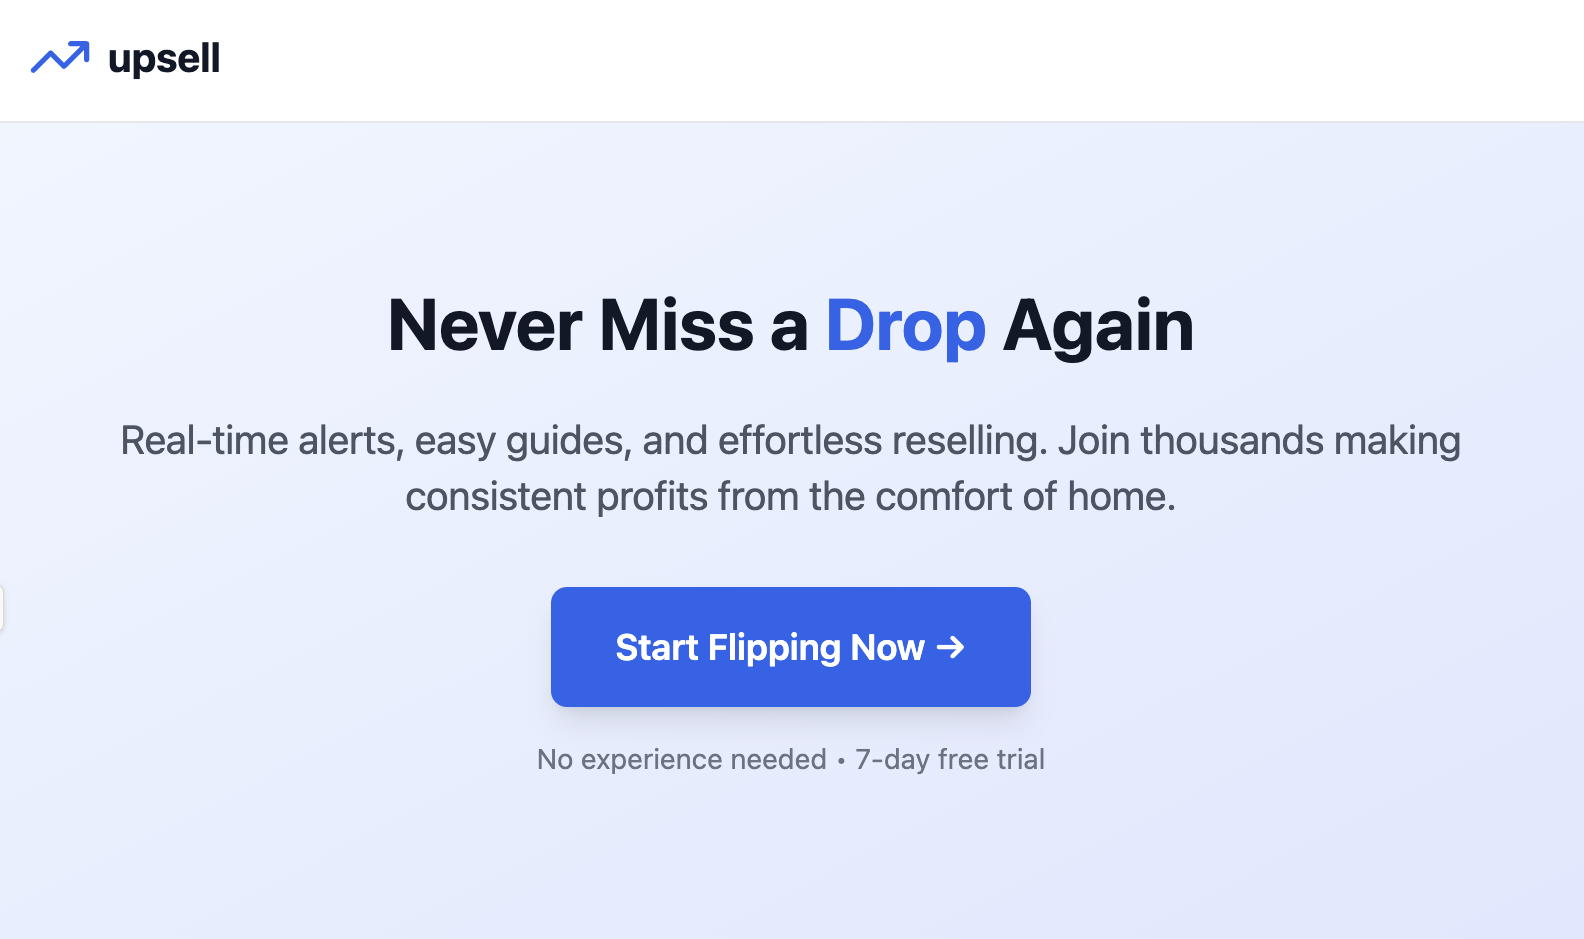 upsell
Never Miss a Drop Again
Real-time alerts, easy guides, and effortless reselling. Join thousands making
consistent profits from the comfort of home.
Start Flipping Now →
No experience needed • 7-day free trial